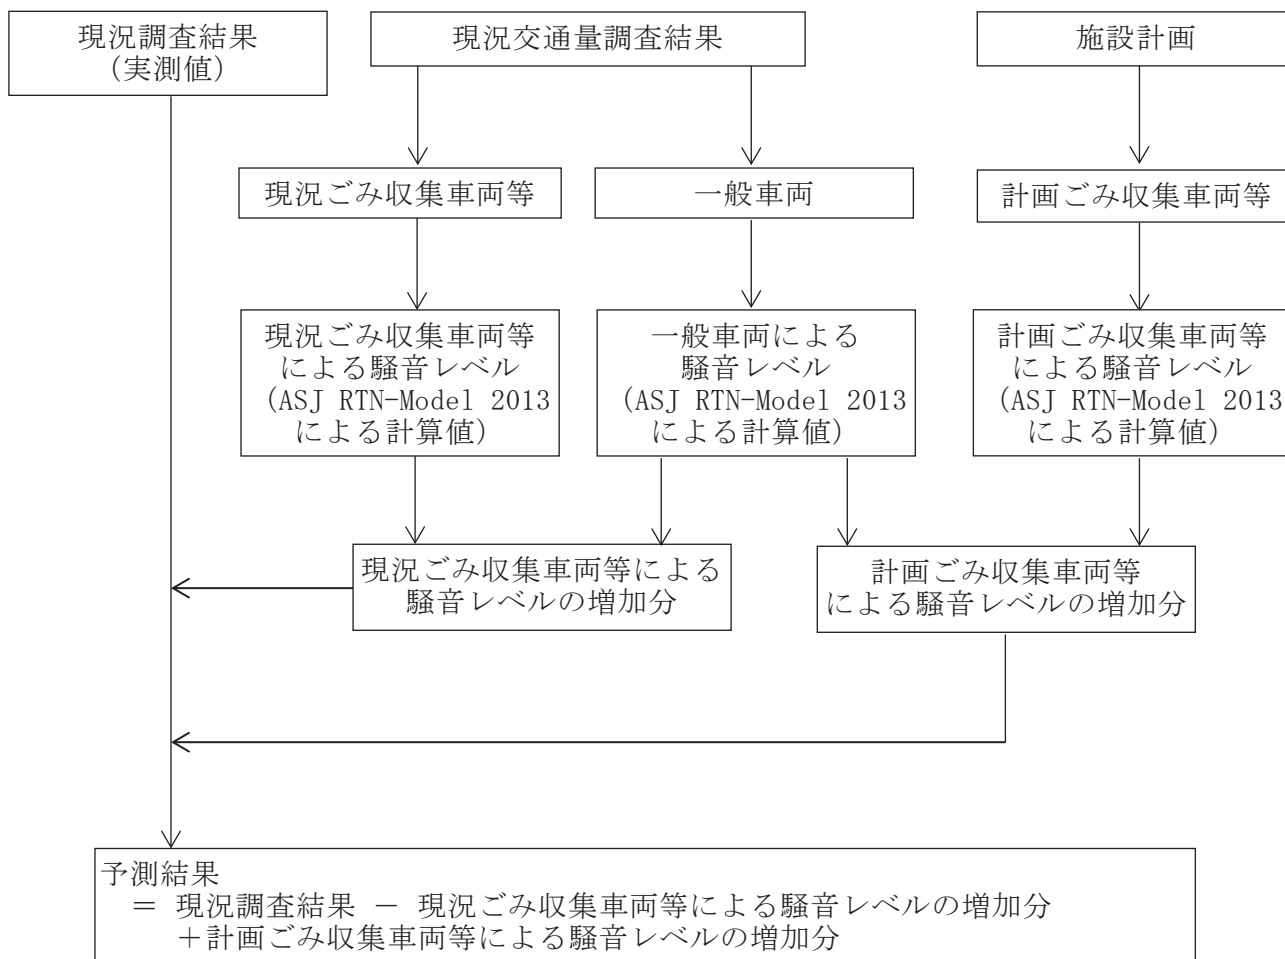 現況調査結果
（実測値）
現況交通量調査結果
施設計画
現況ごみ収集車両等
一般車両
計画ごみ収集車両等
現況ごみ収集車両等
による騒音レベル
（ASJ RTN-Model 2013
による計算値）
一般車両による
騒音レベル
（ASJ RTN-Model 2013
による計算値）
計画ごみ収集車両等
による騒音レベル
（ASJ RTN-Model 2013
による計算値）
現況ごみ収集車両等による
騒音レベルの増加分
計画ごみ収集車両等
による騒音レベルの増加分
予測結果
＝ 現況調査結果 － 現況ごみ収集車両等による騒音レベルの増加分
＋計画ごみ収集車両等による騒音レベルの増加分